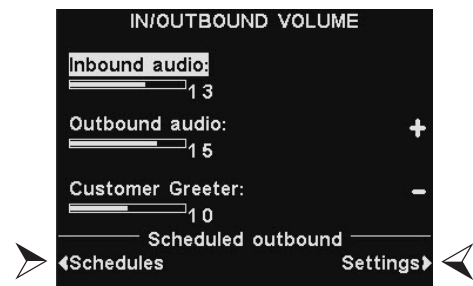 IN/OUTBOUND VOLUME
Inbound audio:
13
Outbound audio:
+
15
Customer Greeter:
-
10
Scheduled outbound
Schedules Settings